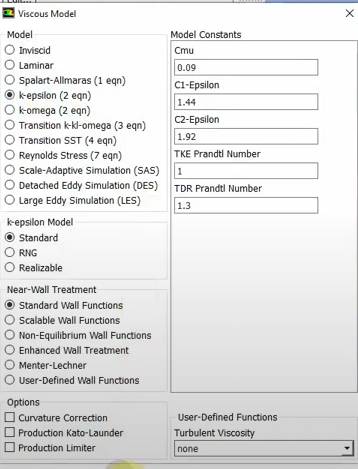 Viscous Model
Model
Inviscid
Laminar
Spalart-Allmaras (1 eqn)
k-epsilon (2 eqn)
k-omega (2 eqn)
Transition k-kl-omega (3 eqn)
Transition SST (4 eqn)
Reynolds Stress (7 eqn)
Scale-Adaptive Simulation (SAS)
Detached Eddy Simulation (DES)
Large Eddy Simulation (LES)
k-epsilon Model
Standard
RNG
Realizable
Near-Wall Treatment
Standard Wall Functions
Scalable Wall Functions
Non-Equilibrium Wall Functions
Enhanced Wall Treatment
Menter-Lechner
User-Defined Wall Functions
Options
Curvature Correction
Production Kato-Launder
Production Limiter
Model Constants
Cmu
0.09
C1-Epsilon
1.44
C2-Epsilon
1.92
TKE Prandtl Number
1
TDR Prandtl Number
1.3
User-Defined Functions
Turbulent Viscosity
none